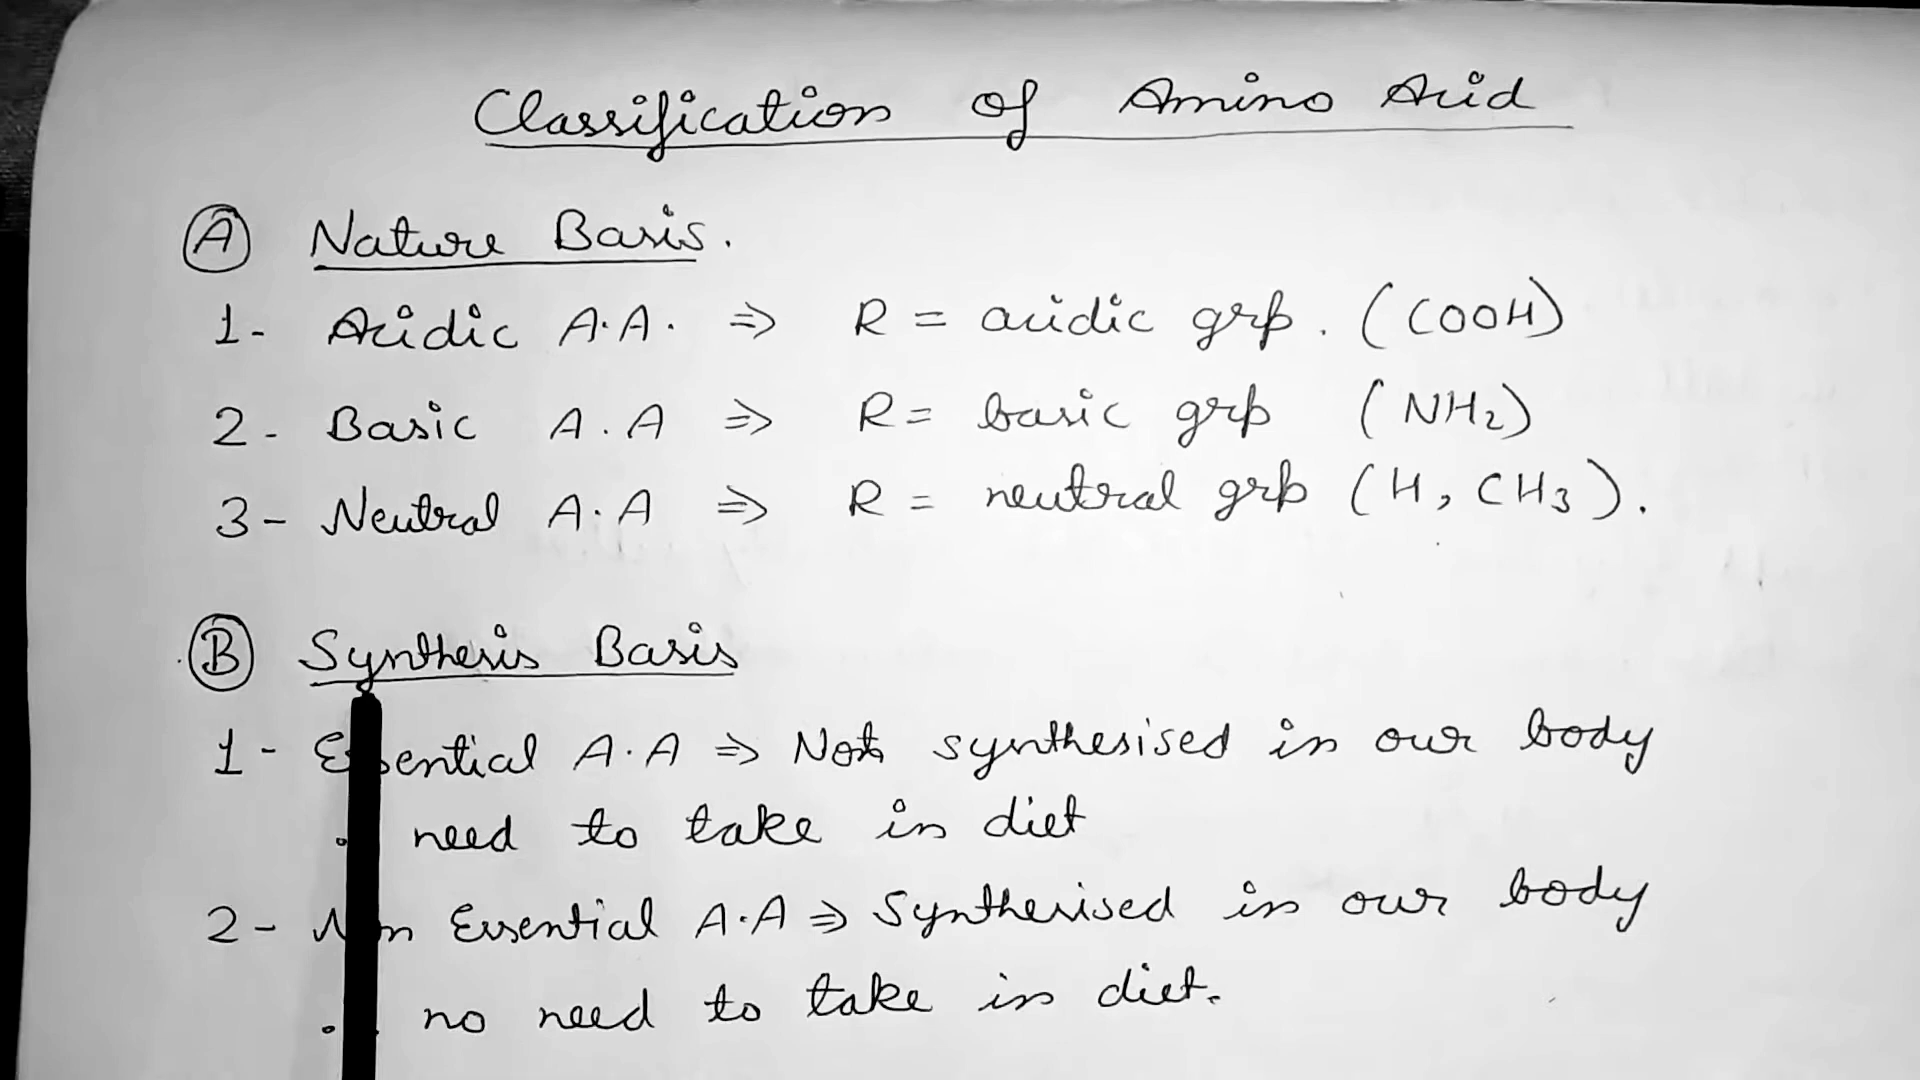 Classification of Amino Acid
A Nature Basis.
1- Acidic A.A. ⇒ R = acidic grp. (COOH)
2- Basic A.A ⇒ R = basic grp (NH2)
3- Neutral A.A ⇒ R = neutral grp (H, CH3).
B Synthesis Basis
1- Essential A.A ⇒ Not synthesised in our body
need to take in diet
2- Non Essential A.A ⇒ Synthesised in our body
no need to take in diet.